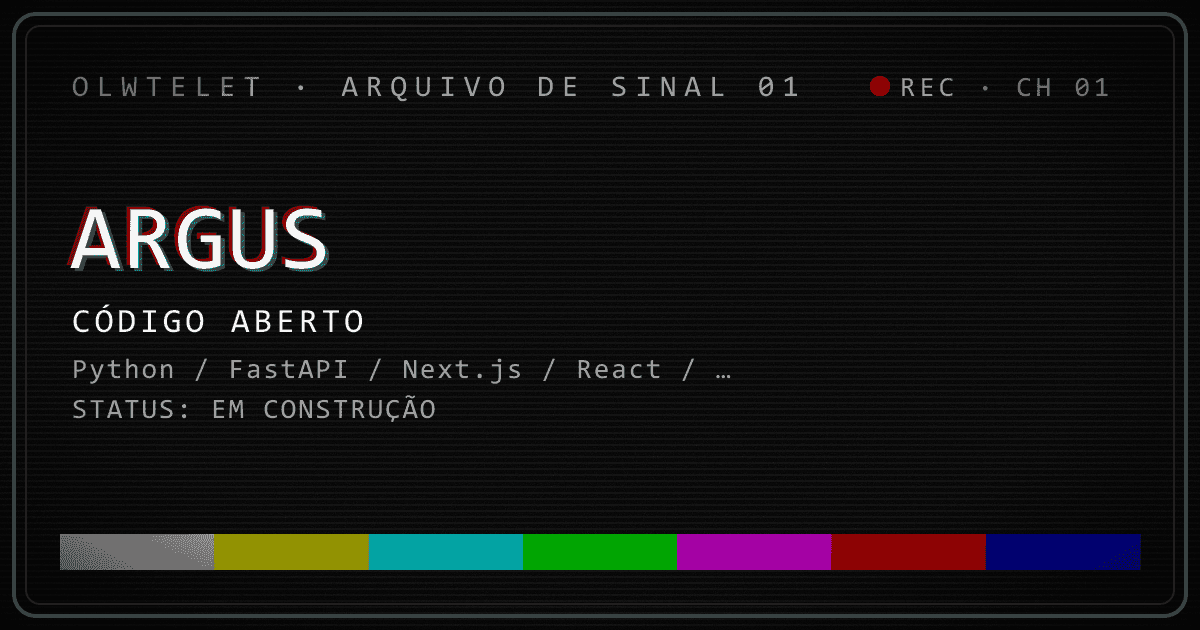 OLWTELET · ARQUIVO DE SINAL 01
REC · CH 01
ARGUS
CÓDIGO ABERTO
Python / FastAPI / Next.js / React / …
STATUS: EM CONSTRUÇÃO